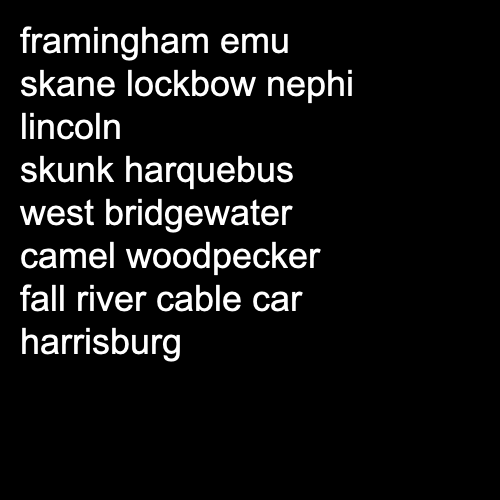 framingham emu
skane lockbow nephi
lincoln
skunk harquebus
west bridgewater
camel woodpecker
fall river cable car
harrisburg